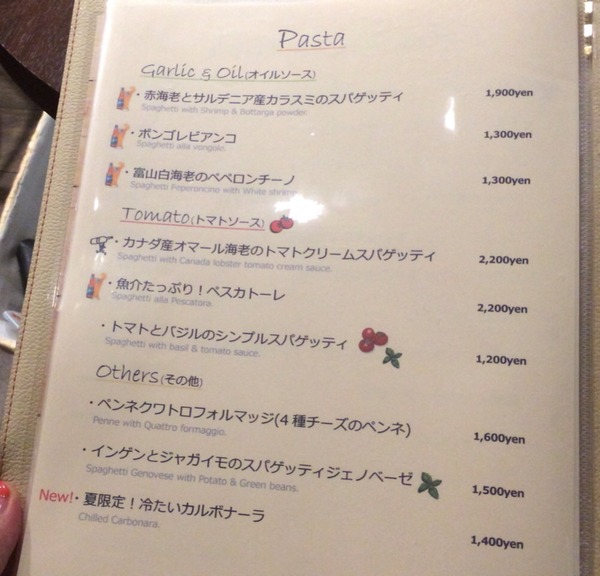 Pasta
Garlic & Oil(オイルソース)
・赤海老とサルデニア産カラスミのスパゲッティ 1,900yen
Spaghetti with Shrimp & Bottarga powder.
・ボンゴレビアンコ 1,300yen
Spaghetti alla vongole.
・富山白海老のペペロンチーノ 1,300yen
Spaghetti Peperoncino with White shrimp
Tomato(トマトソース)
・カナダ産オマール海老のトマトクリームスパゲッティ 2,200yen
Spaghetti with Canada lobster tomato cream sauce.
・魚介たっぷり！ペスカトーレ 2,200yen
Spaghetti alla Pescatora.
・トマトとバジルのシンプルスパゲッティ 1,200yen
Spaghetti with basil & tomato sauce.
Others(その他)
・ペンネクワトロフォルマッジ(4種チーズのペンネ) 1,600yen
Penne with Quattro formaggio.
・インゲンとジャガイモのスパゲッティジェノベーゼ 1,500yen
Spaghetti Genovese with Potato & Green beans.
New!・夏限定！冷たいカルボナーラ 1,400yen
Chilled Carbonara.